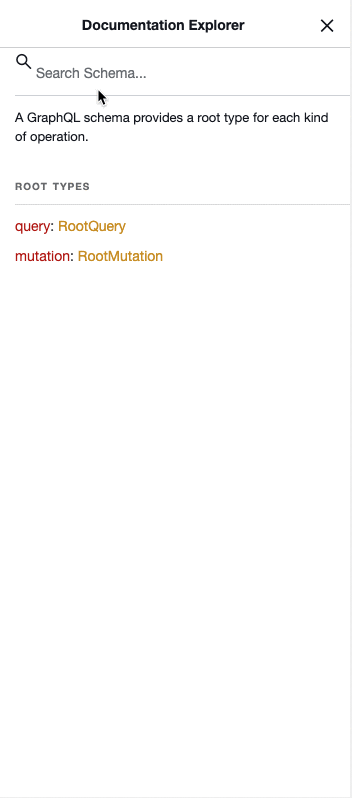 Documentation Explorer
Search Schema...
A GraphQL schema provides a root type for each kind
of operation.
ROOT TYPES
query: RootQuery
mutation: RootMutation